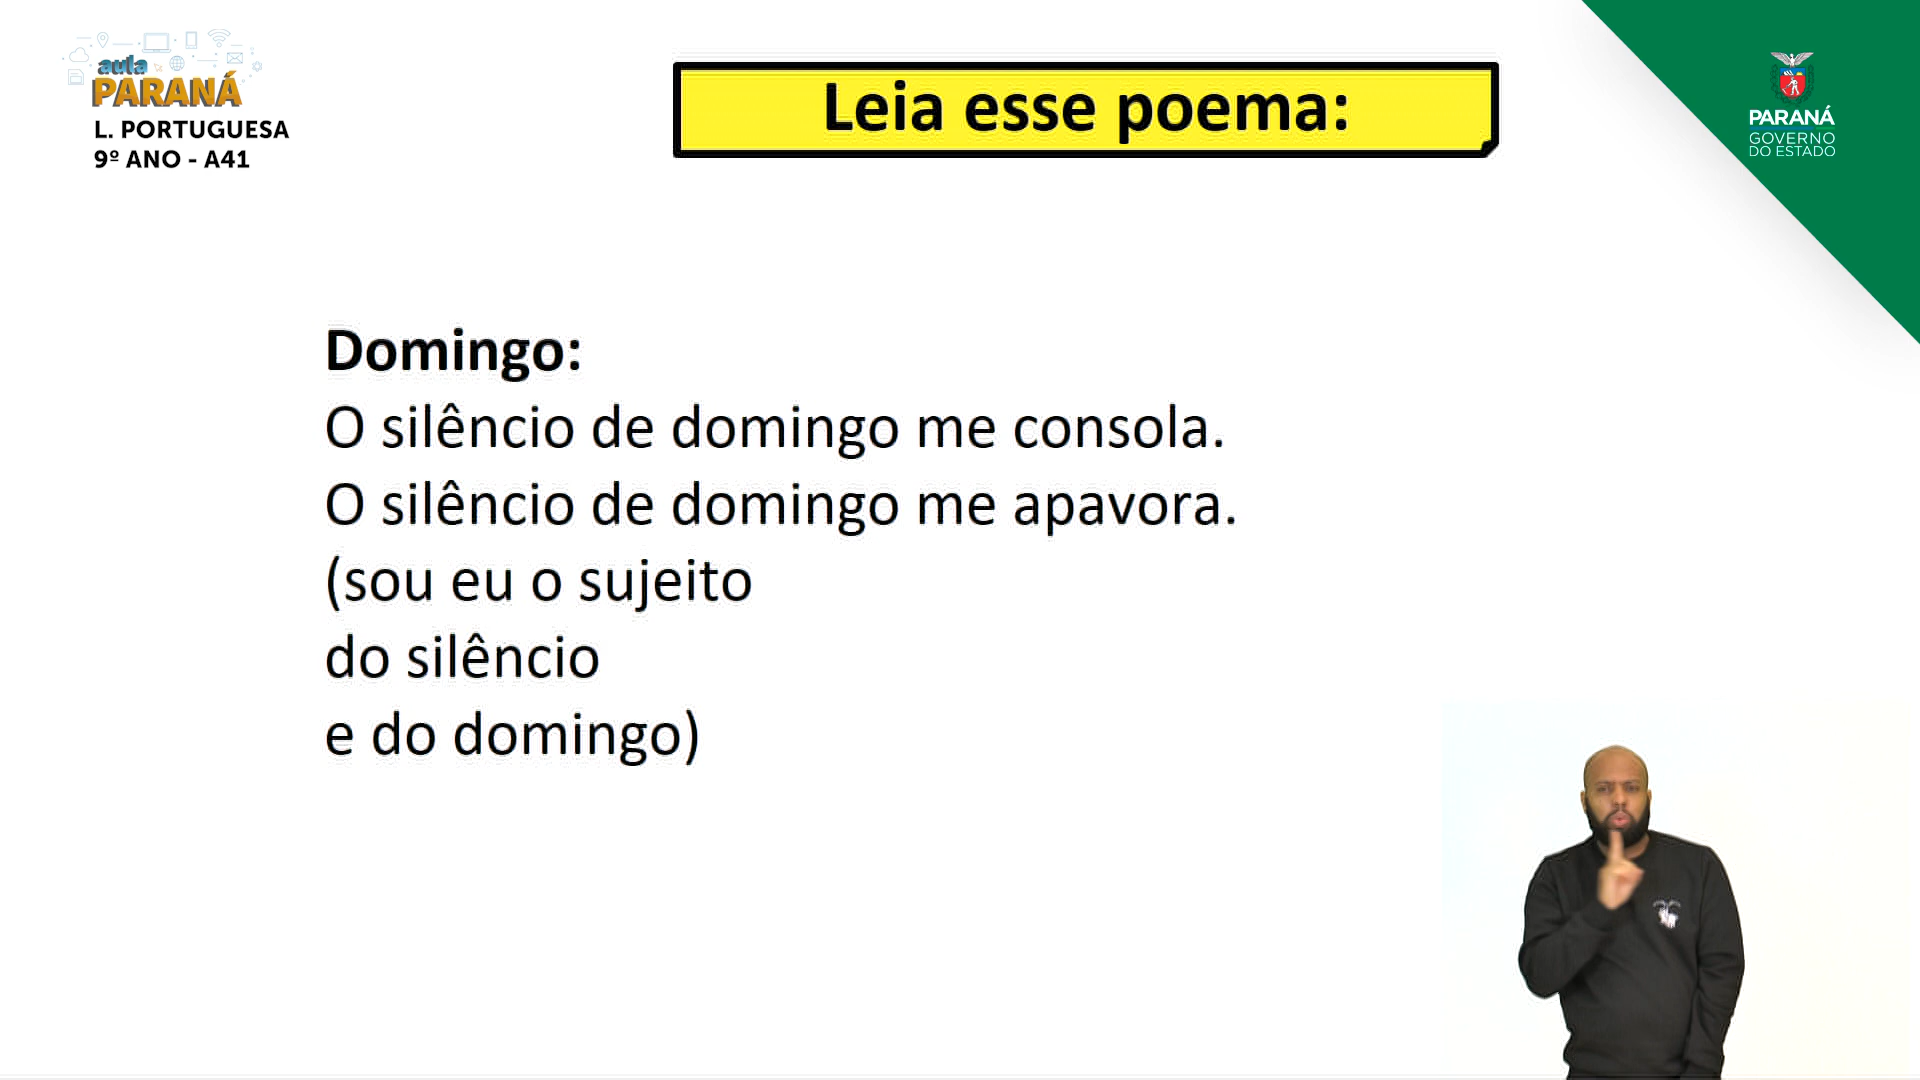 aula
PARANÁ
L. PORTUGUESA
9º ANO - A41
Leia esse poema:
PARANÁ
GOVERNO
DO ESTADO
Domingo:
O silêncio de domingo me consola.
O silêncio de domingo me apavora.
(sou eu o sujeito
do silêncio
e do domingo)